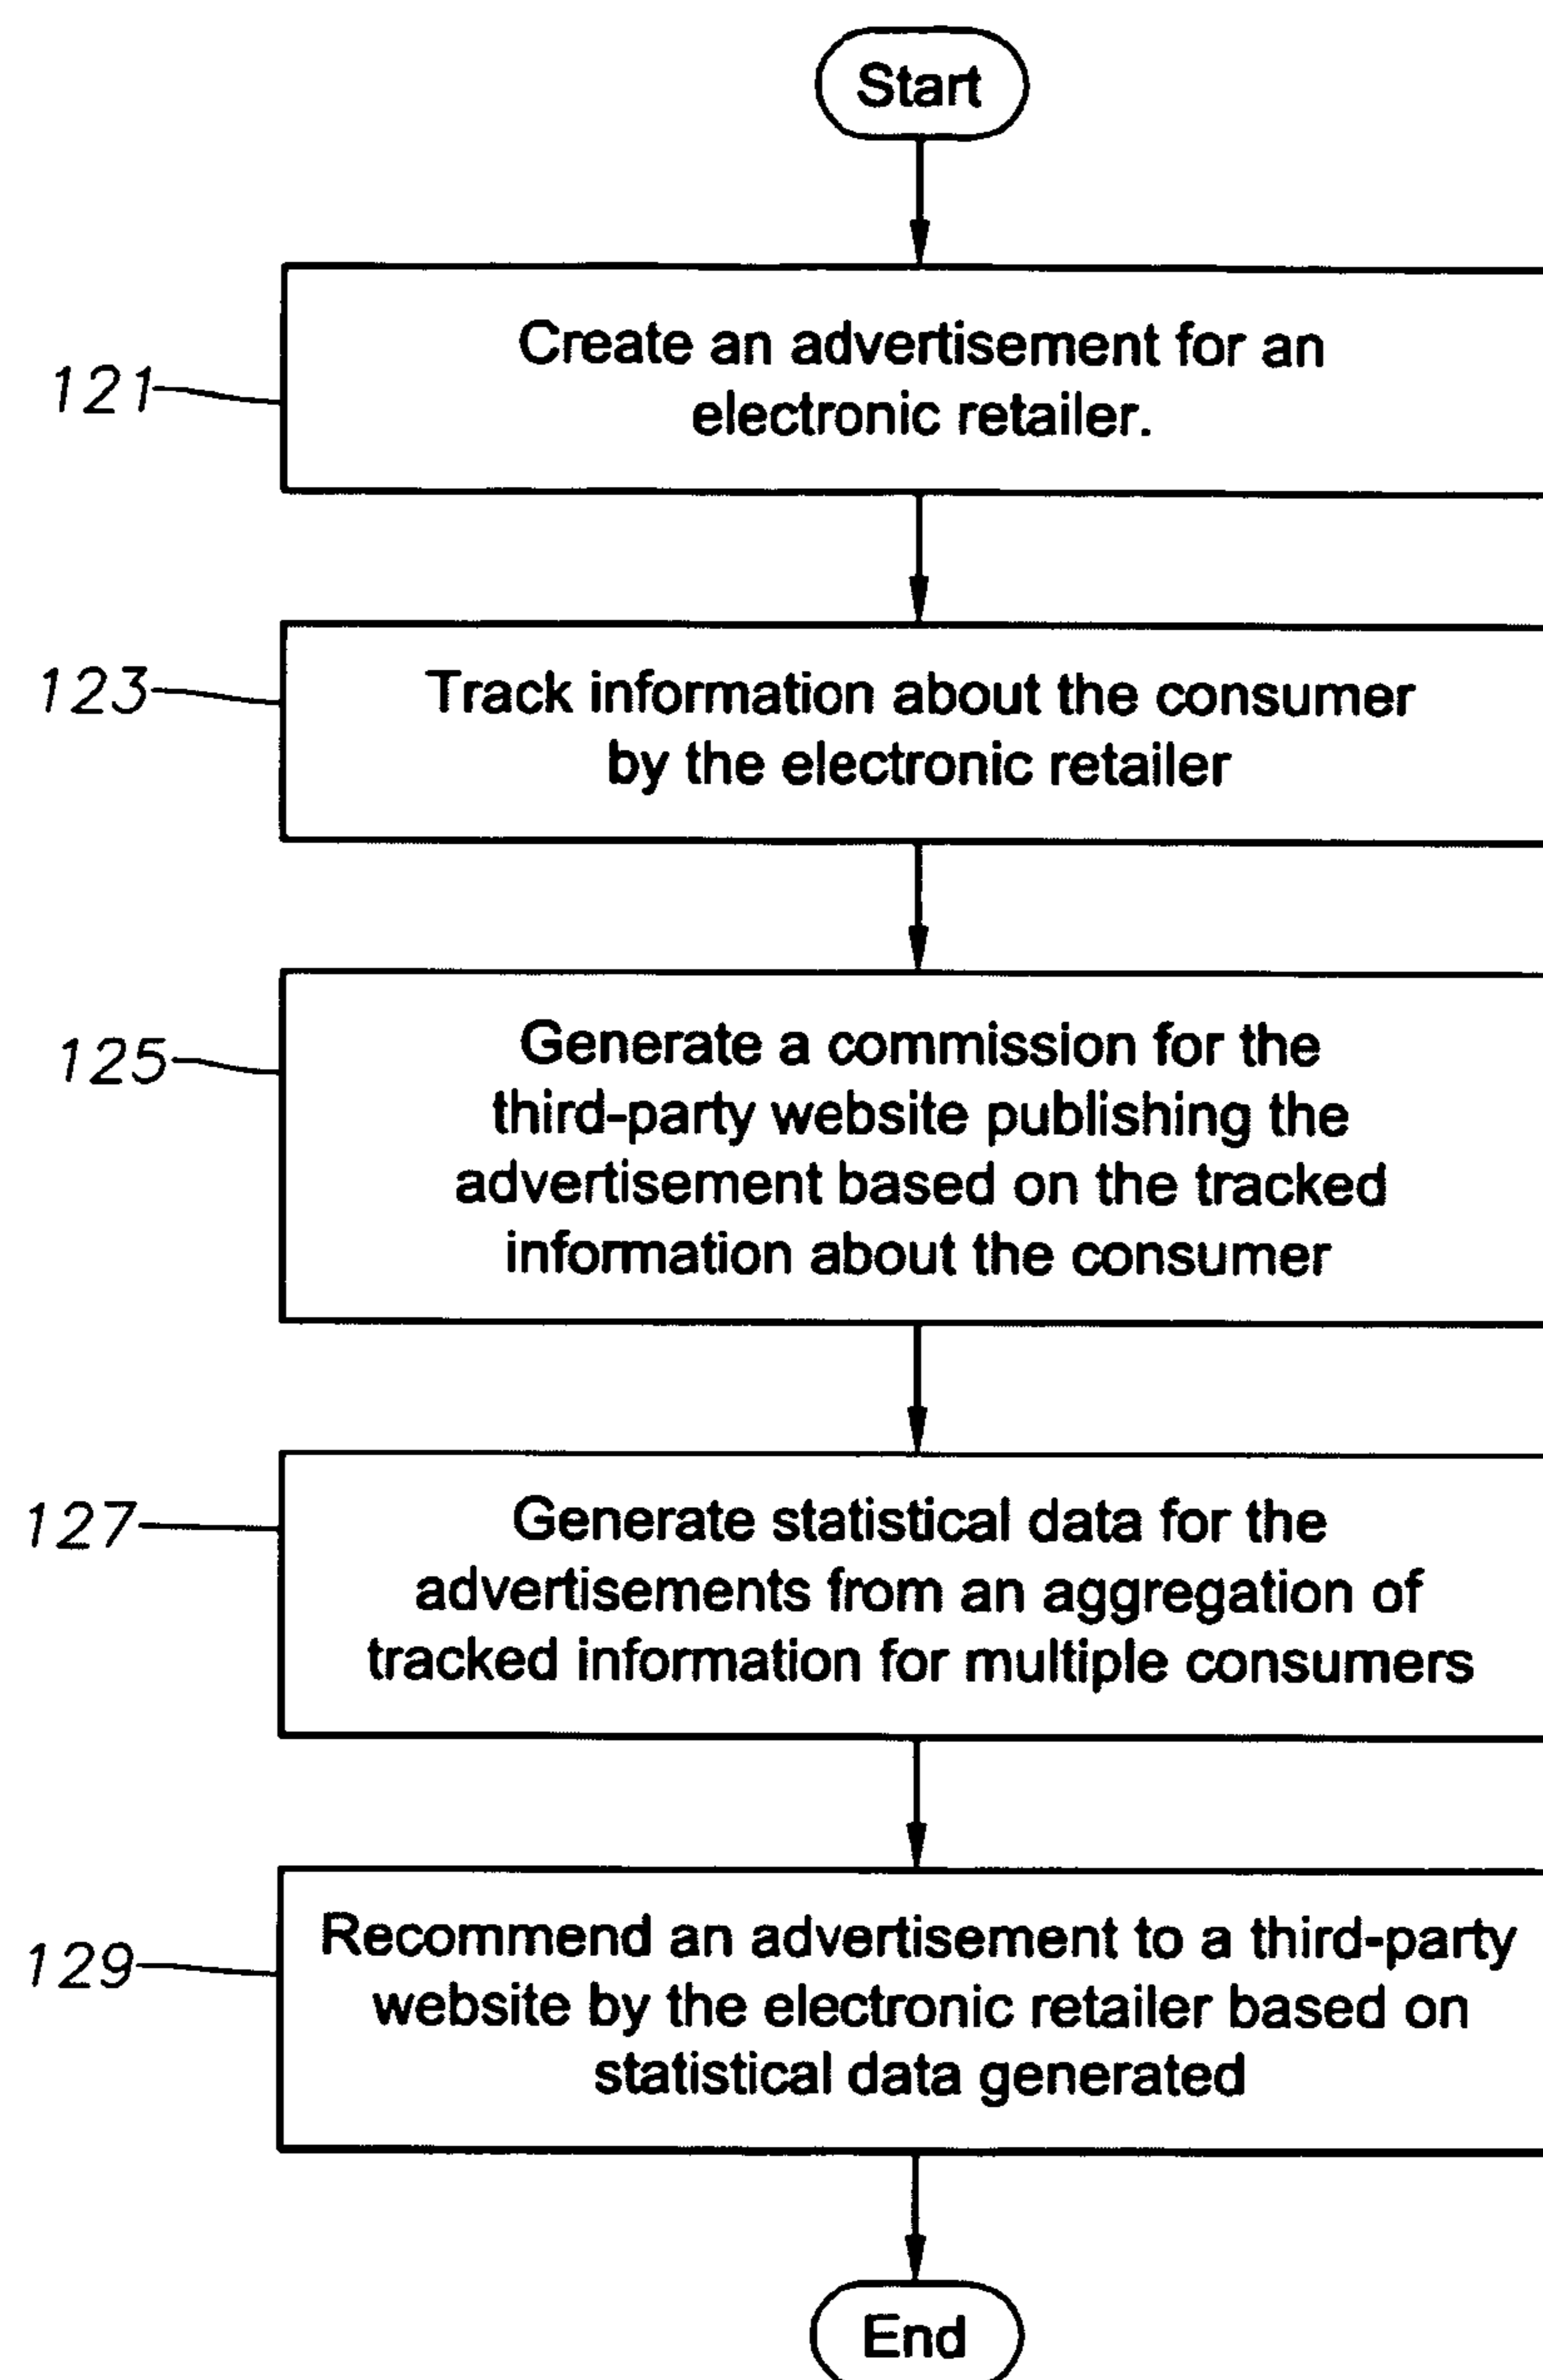 Start
121
Create an advertisement for an
electronic retailer.
123
Track information about the consumer
by the electronic retailer
125
Generate a commission for the
third-party website publishing the
advertisement based on the tracked
information about the consumer
127
Generate statistical data for the
advertisements from an aggregation of
tracked information for multiple consumers
129
Recommend an advertisement to a third-party
website by the electronic retailer based on
statistical data generated
End